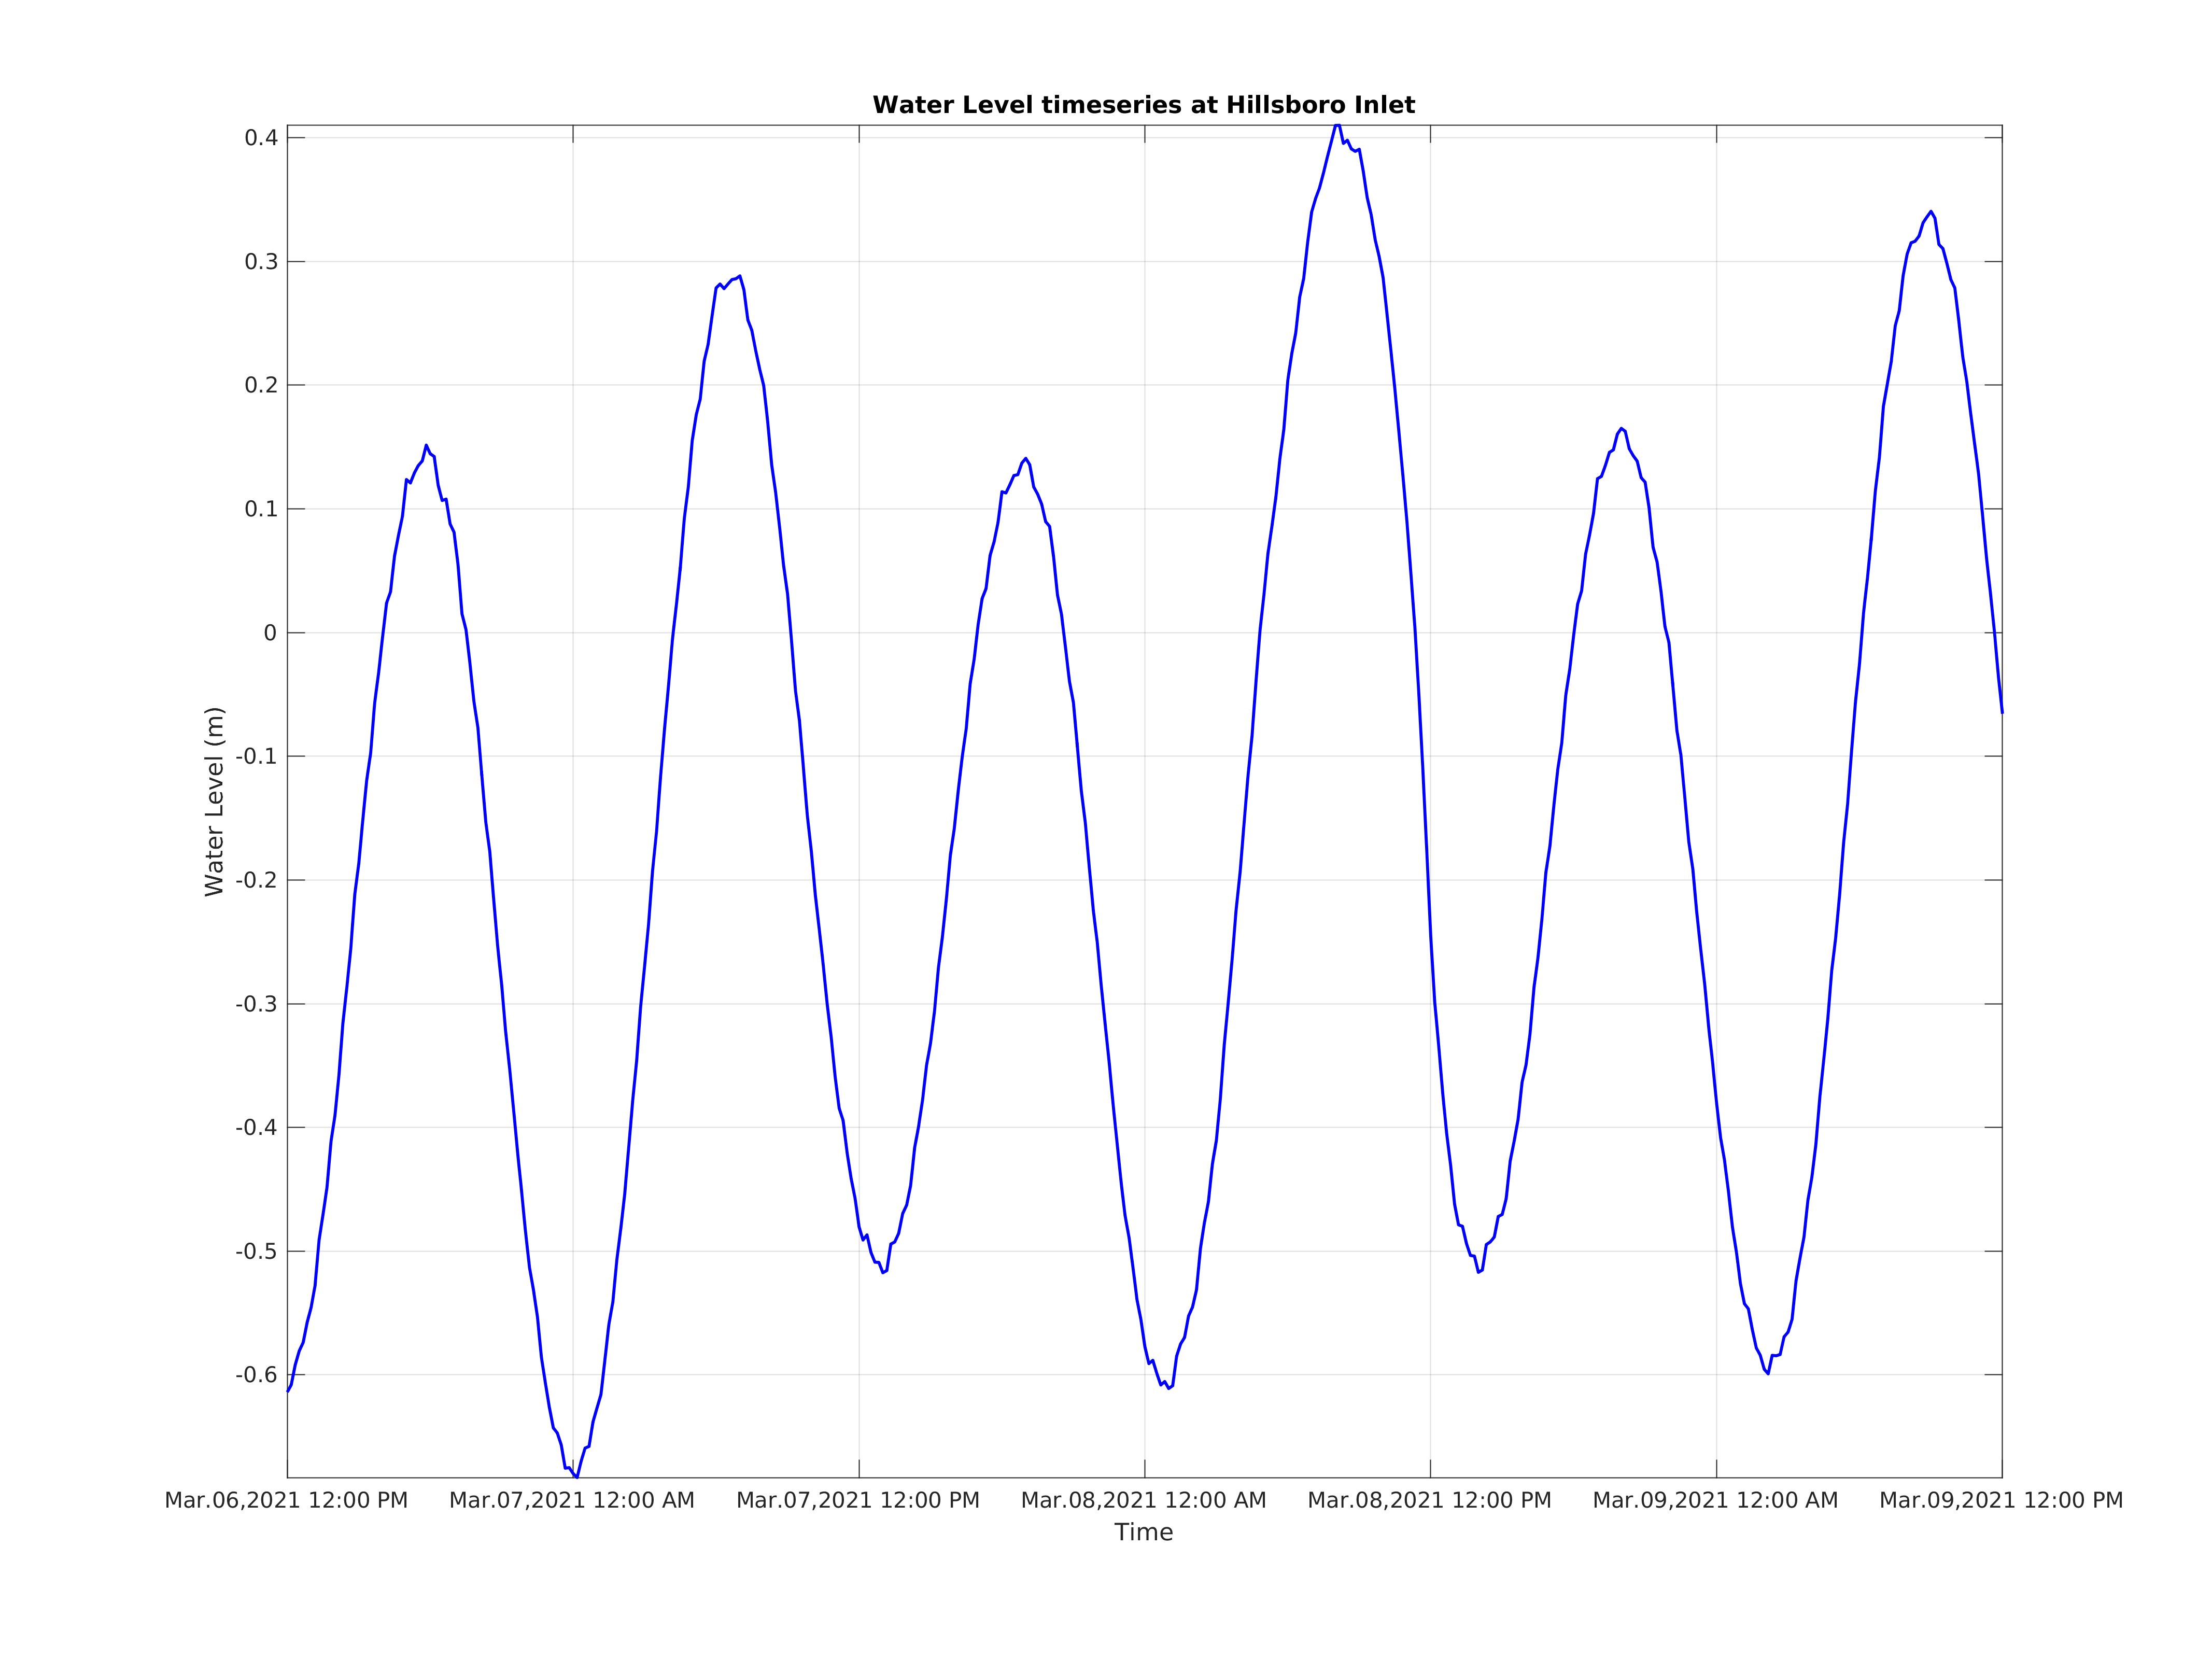 Water Level timeseries at Hillsboro Inlet
0.4
0.3
0.2
0.1
0
-0.1
-0.2
-0.3
-0.4
-0.5
-0.6
Water Level (m)
Mar.06,2021 12:00 PM Mar.07,2021 12:00 AM Mar.07,2021 12:00 PM Mar.08,2021 12:00 AM Mar.08,2021 12:00 PM Mar.09,2021 12:00 AM Mar.09,2021 12:00 PM
Time